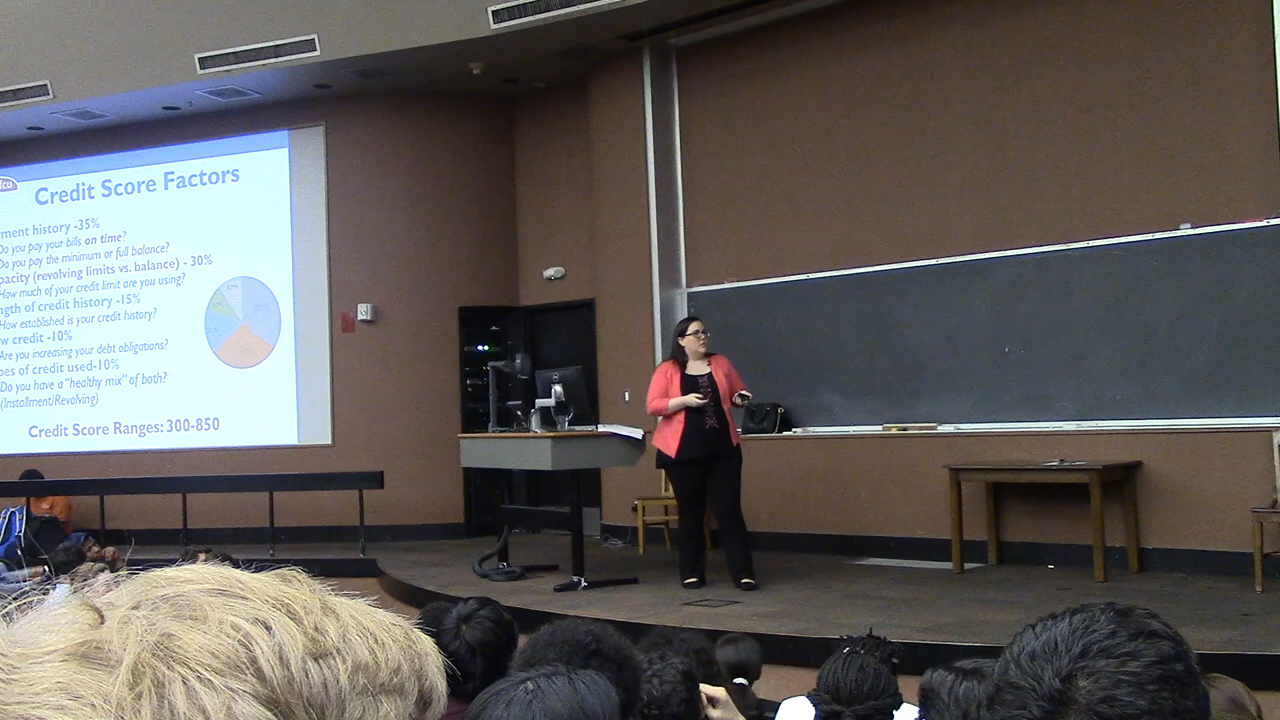 fcu
Credit Score Factors
ment history -35%
Do you pay your bills on time?
Do you pay the minimum or full balance?
pacity (revolving limits vs. balance) - 30%
How much of your credit limit are you using?
ngth of credit history -15%
How established is your credit history?
w credit -10%
Are you increasing your debt obligations?
pes of credit used-10%
Do you have a "healthy mix" of both?
(Installment/Revolving)
Credit Score Ranges: 300-850